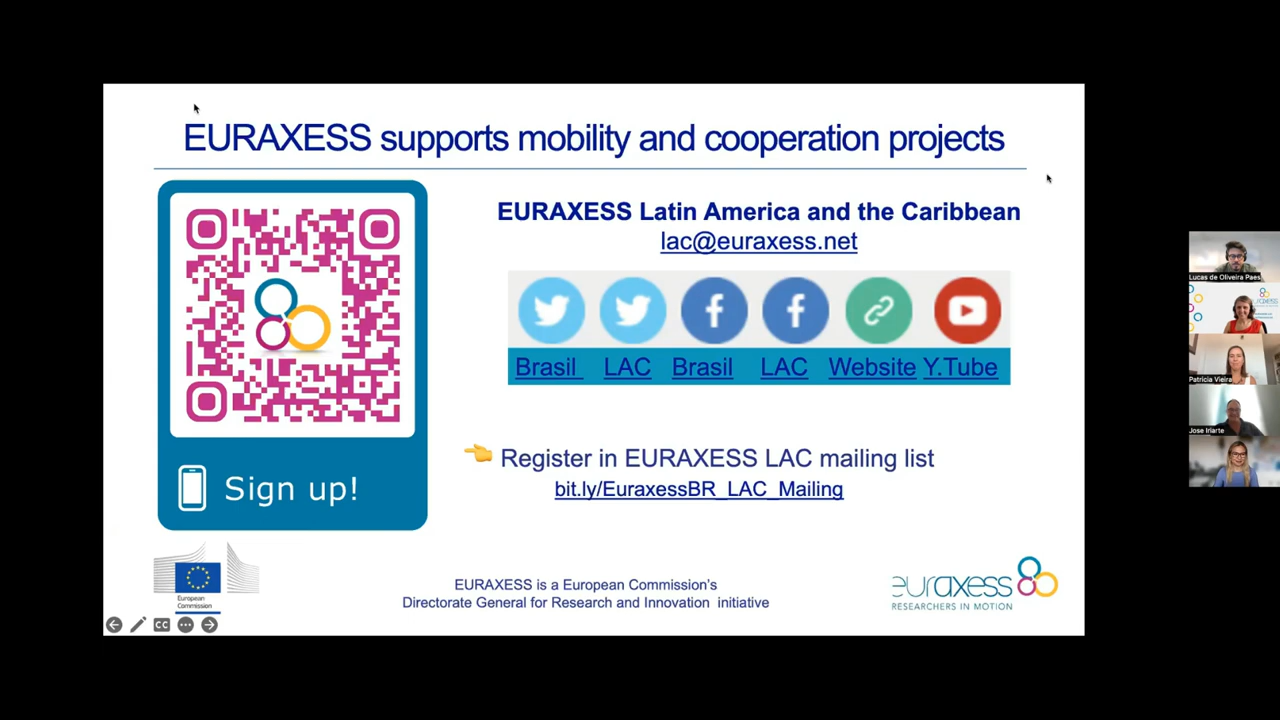 EURAXESS supports mobility and cooperation projects
EURAXESS Latin America and the Caribbean
lac@euraxess.net
Brasil LAC Brasil LAC Website Y.Tube
Register in EURAXESS LAC mailing list
bit.ly/EuraxessBR_LAC_Mailing
Sign up!
European
Commission
EURAXESS is a European Commission's
Directorate General for Research and Innovation initiative
euraxess
RESEARCHERS IN MOTION
CC
Lucas de Oliveira Paes
euraxess
Patricia Vieira
Jose Iriarte